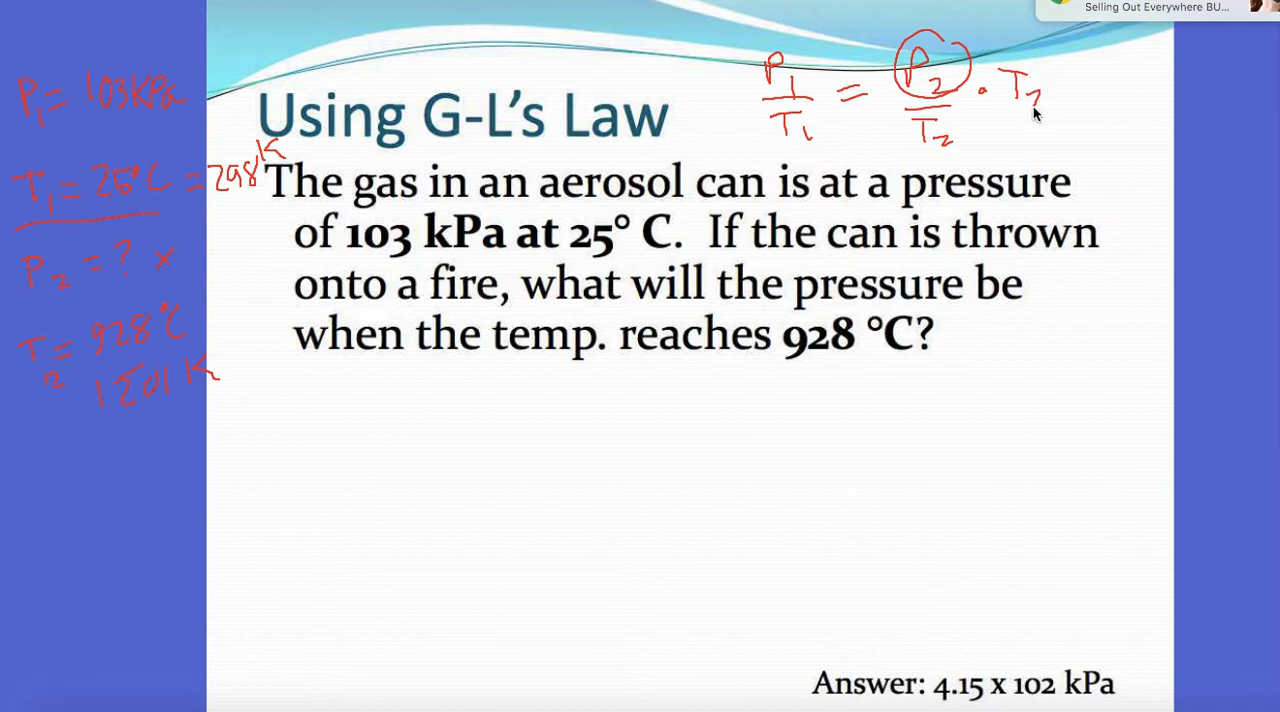 Selling Out Everywhere BU...
P₁ = 103 KPa
P₁/T₁ = P₂/T₂ · T₂
Using G-L's Law
T₁ = 25°C = 298 K
The gas in an aerosol can is at a pressure
of 103 kPa at 25° C. If the can is thrown
onto a fire, what will the pressure be
when the temp. reaches 928 °C?
P₂ = ? x
T₂ = 928°C
1201 K
Answer: 4.15 x 102 kPa